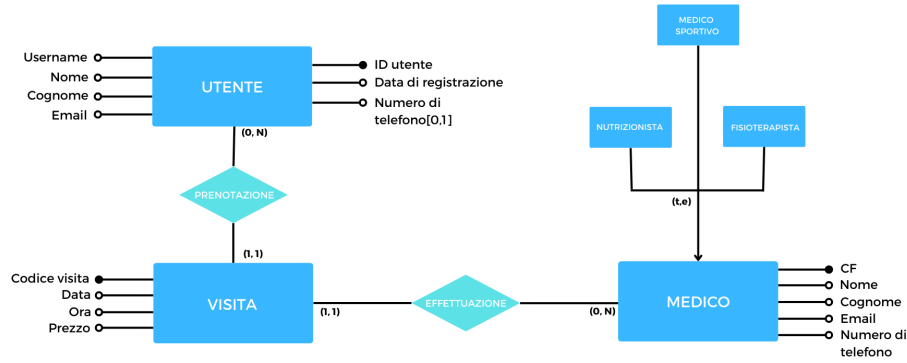 MEDICO
SPORTIVO
Username
Nome
Cognome
Email
UTENTE
ID utente
Data di registrazione
Numero di
telefono[0,1]
(0, N)
NUTRIZIONISTA
FISIOTERAPISTA
PRENOTAZIONE
(t,e)
(1, 1)
Codice visita
Data
Ora
Prezzo
VISITA
(1, 1)
EFFETTUAZIONE
(0, N)
MEDICO
CF
Nome
Cognome
Email
Numero di
telefono